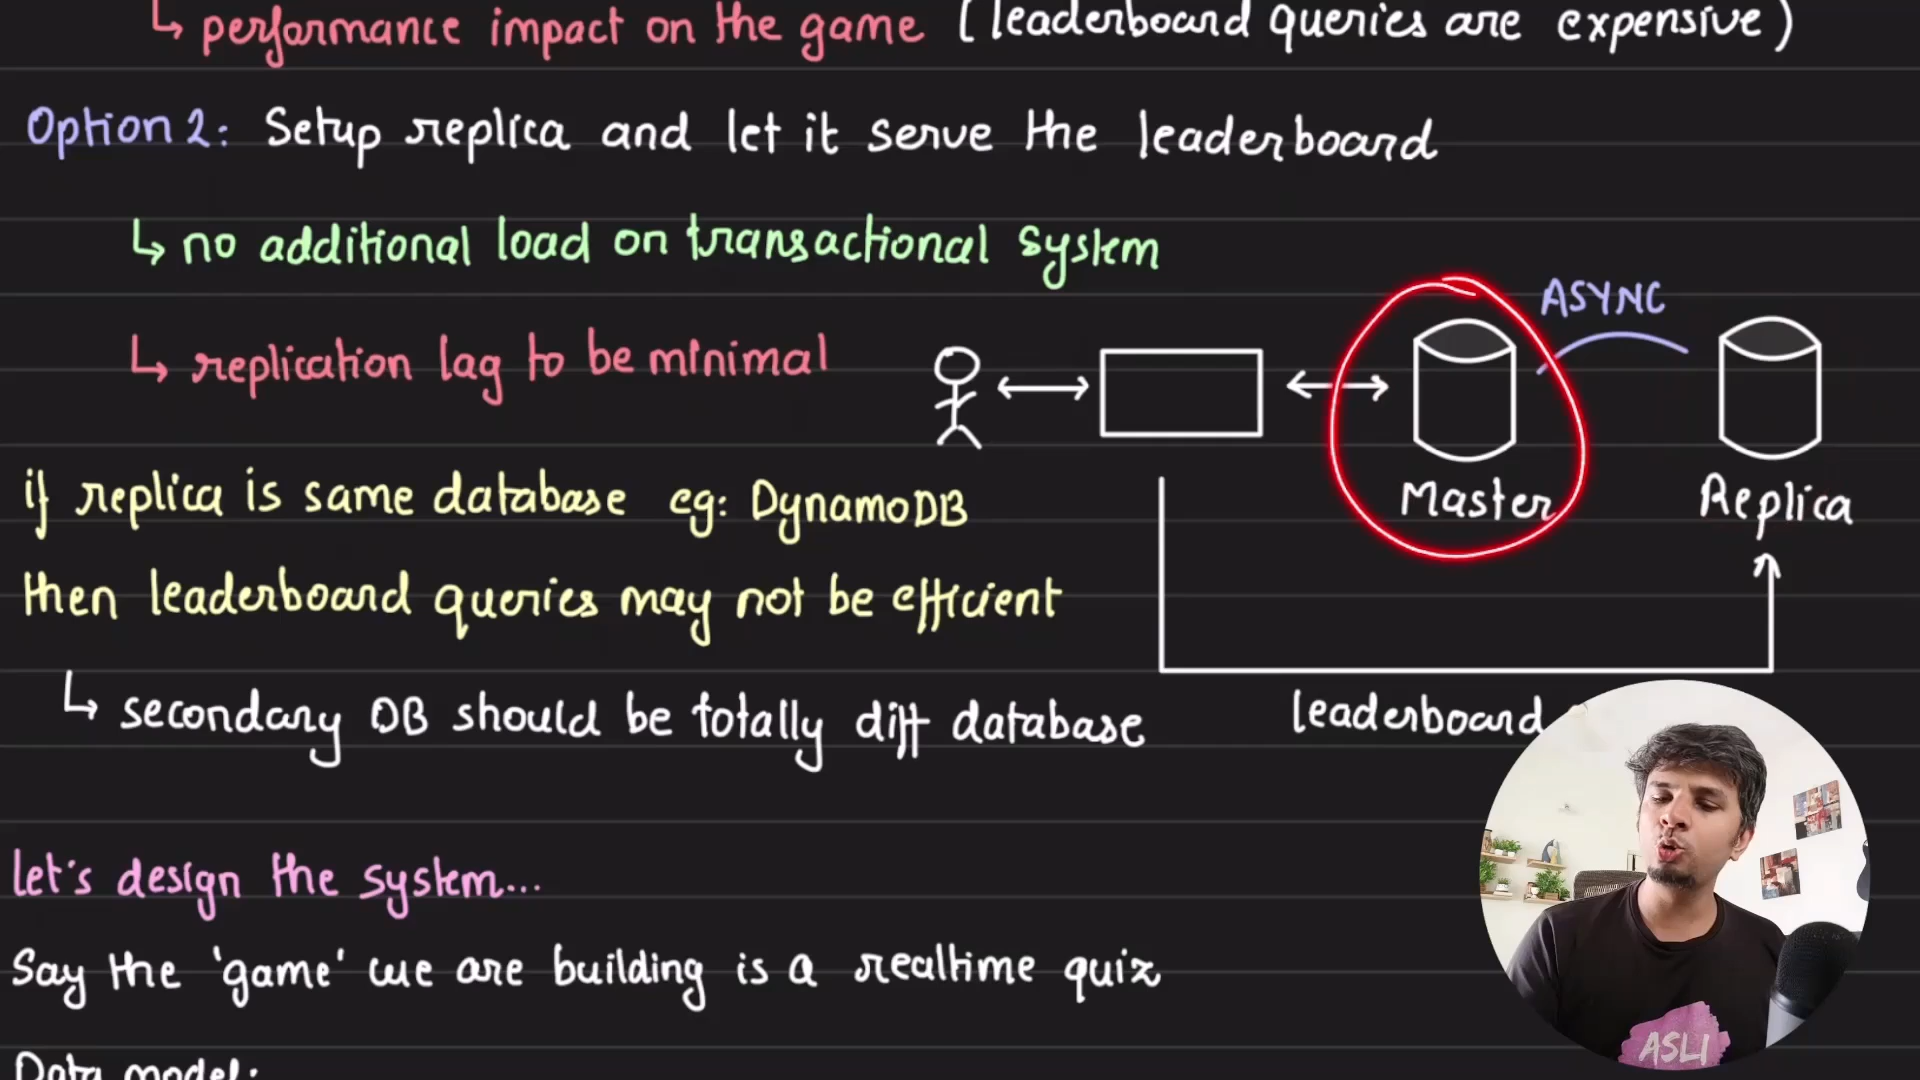 ↳ performance impact on the game (leaderboard queries are expensive)
Option 2: Setup replica and let it serve the leaderboard
↳ no additional load on transactional system
↳ replication lag to be minimal
ASYNC
Master
Replica
if replica is same database eg: DynamoDB
then leaderboard queries may not be efficient
↳ secondary DB should be totally diff database
leaderboard
let's design the system...
Say the 'game' we are building is a realtime quiz
Data model:
ASLI